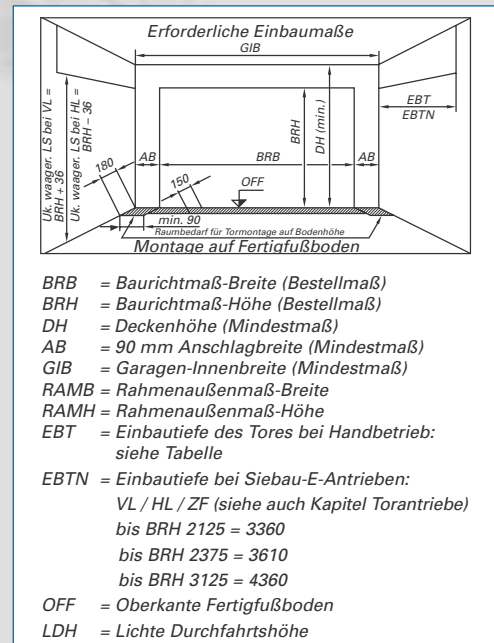 Erforderliche Einbaumaße
GIB
EBT
EBTN
Uk. waager. LS bei VL =
BRH + 36
Uk. waager. LS bei HL =
BRH – 36
BRH
DH (min.)
180
AB
BRB
AB
150
OFF
min. 90
Raumbedarf für Tormontage auf Bodenhöhe
Montage auf Fertigfußboden
BRB = Baurichtmaß-Breite (Bestellmaß)
BRH = Baurichtmaß-Höhe (Bestellmaß)
DH = Deckenhöhe (Mindestmaß)
AB = 90 mm Anschlagbreite (Mindestmaß)
GIB = Garagen-Innenbreite (Mindestmaß)
RAMB = Rahmenaußenmaß-Breite
RAMH = Rahmenaußenmaß-Höhe
EBT = Einbautiefe des Tores bei Handbetrieb:
siehe Tabelle
EBTN = Einbautiefe bei Siebau-E-Antrieben:
VL / HL / ZF (siehe auch Kapitel Torantriebe)
bis BRH 2125 = 3360
bis BRH 2375 = 3610
bis BRH 3125 = 4360
OFF = Oberkante Fertigfußboden
LDH = Lichte Durchfahrtshöhe